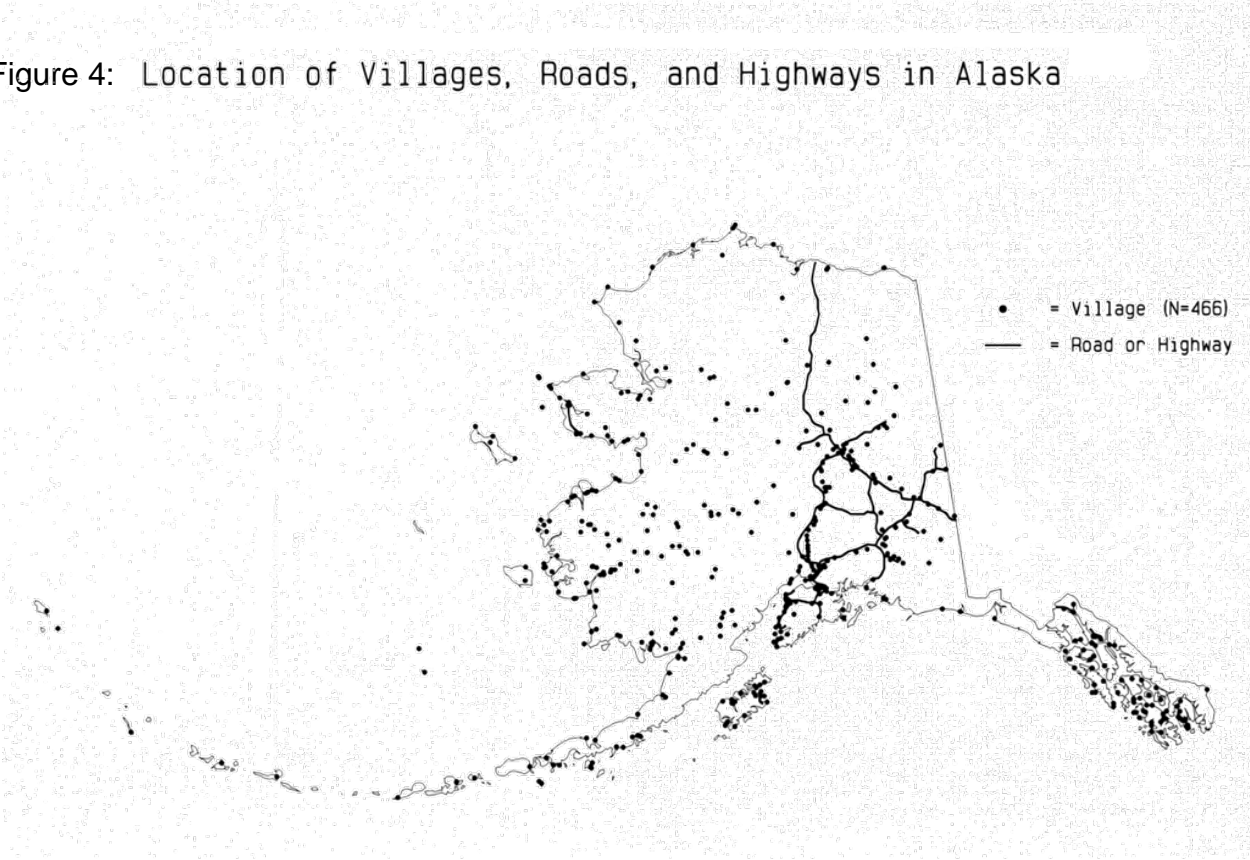 Figure 4: Location of Villages, Roads, and Highways in Alaska
• = Village (N=466)
— = Road or Highway